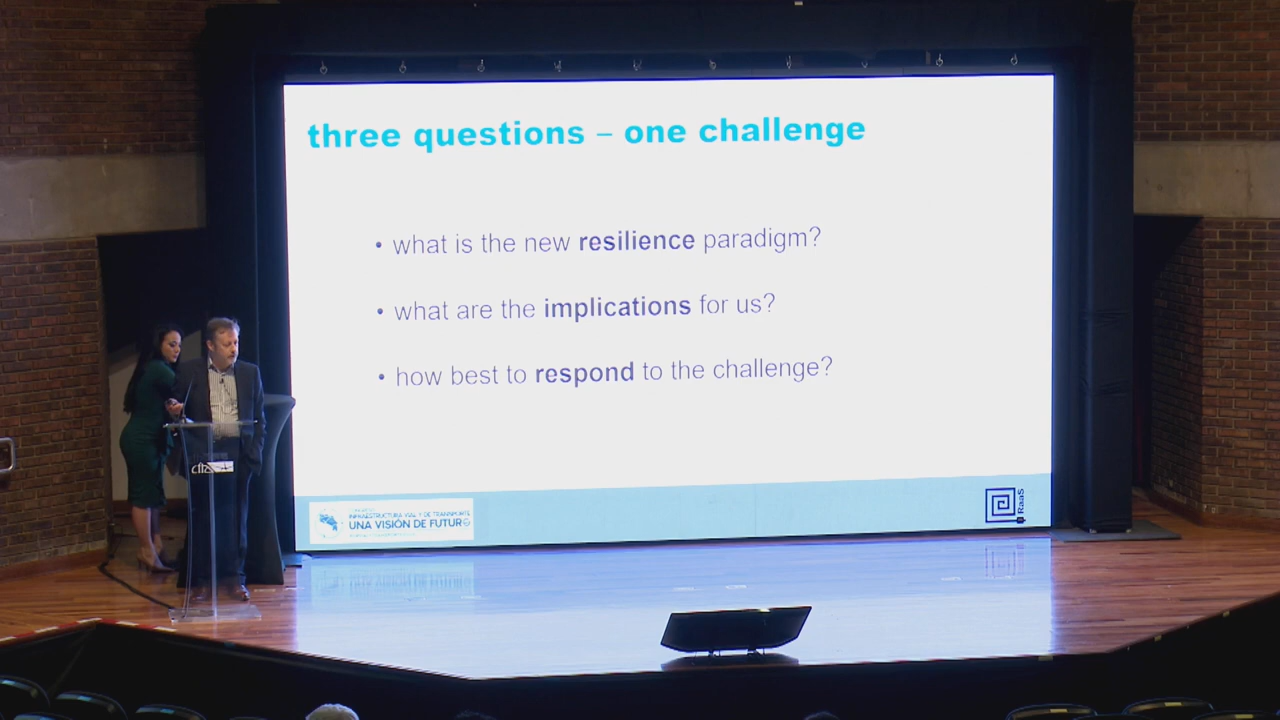 three questions – one challenge
• what is the new resilience paradigm?
• what are the implications for us?
• how best to respond to the challenge?
INFRAESTRUCTURA VIAL Y DE TRANSPORTE
UNA VISIÓN DE FUTURO
RaaS